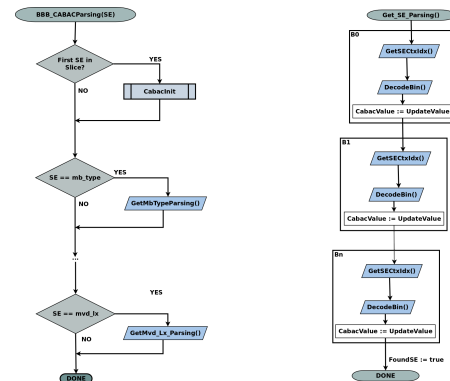 BBB_CABACParsing(SE)
First SE in
Slice?
YES
CabacInit
NO
SE == mb_type
YES
GetMbTypeParsing()
NO
...
YES
SE == mvd_lx
GetMvd_Lx_Parsing()
NO
DONE
Get_SE_Parsing()
B0
GetSECtxIdx()
DecodeBin()
CabacValue := UpdateValue
B1
GetSECtxIdx()
DecodeBin()
CabacValue := UpdateValue
Bn
GetSECtxIdx()
DecodeBin()
CabacValue := UpdateValue
FoundSE := true
DONE